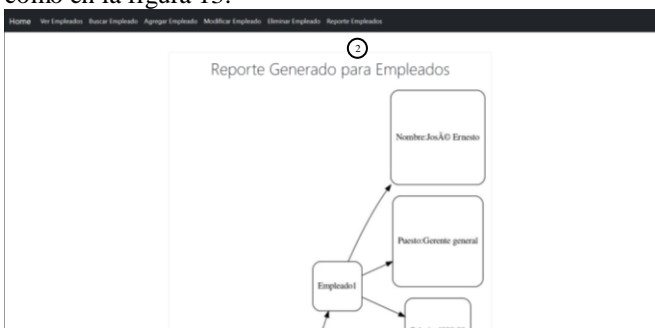 como en la figura 13:
Home Ver Empleados Buscar Empleado Agregar Empleado Modificar Empleado Eliminar Empleado Reporte Empleados
2
Reporte Generado para Empleados
Nombre:JosÃ© Ernesto
Puesto:Gerente general
Empleado1